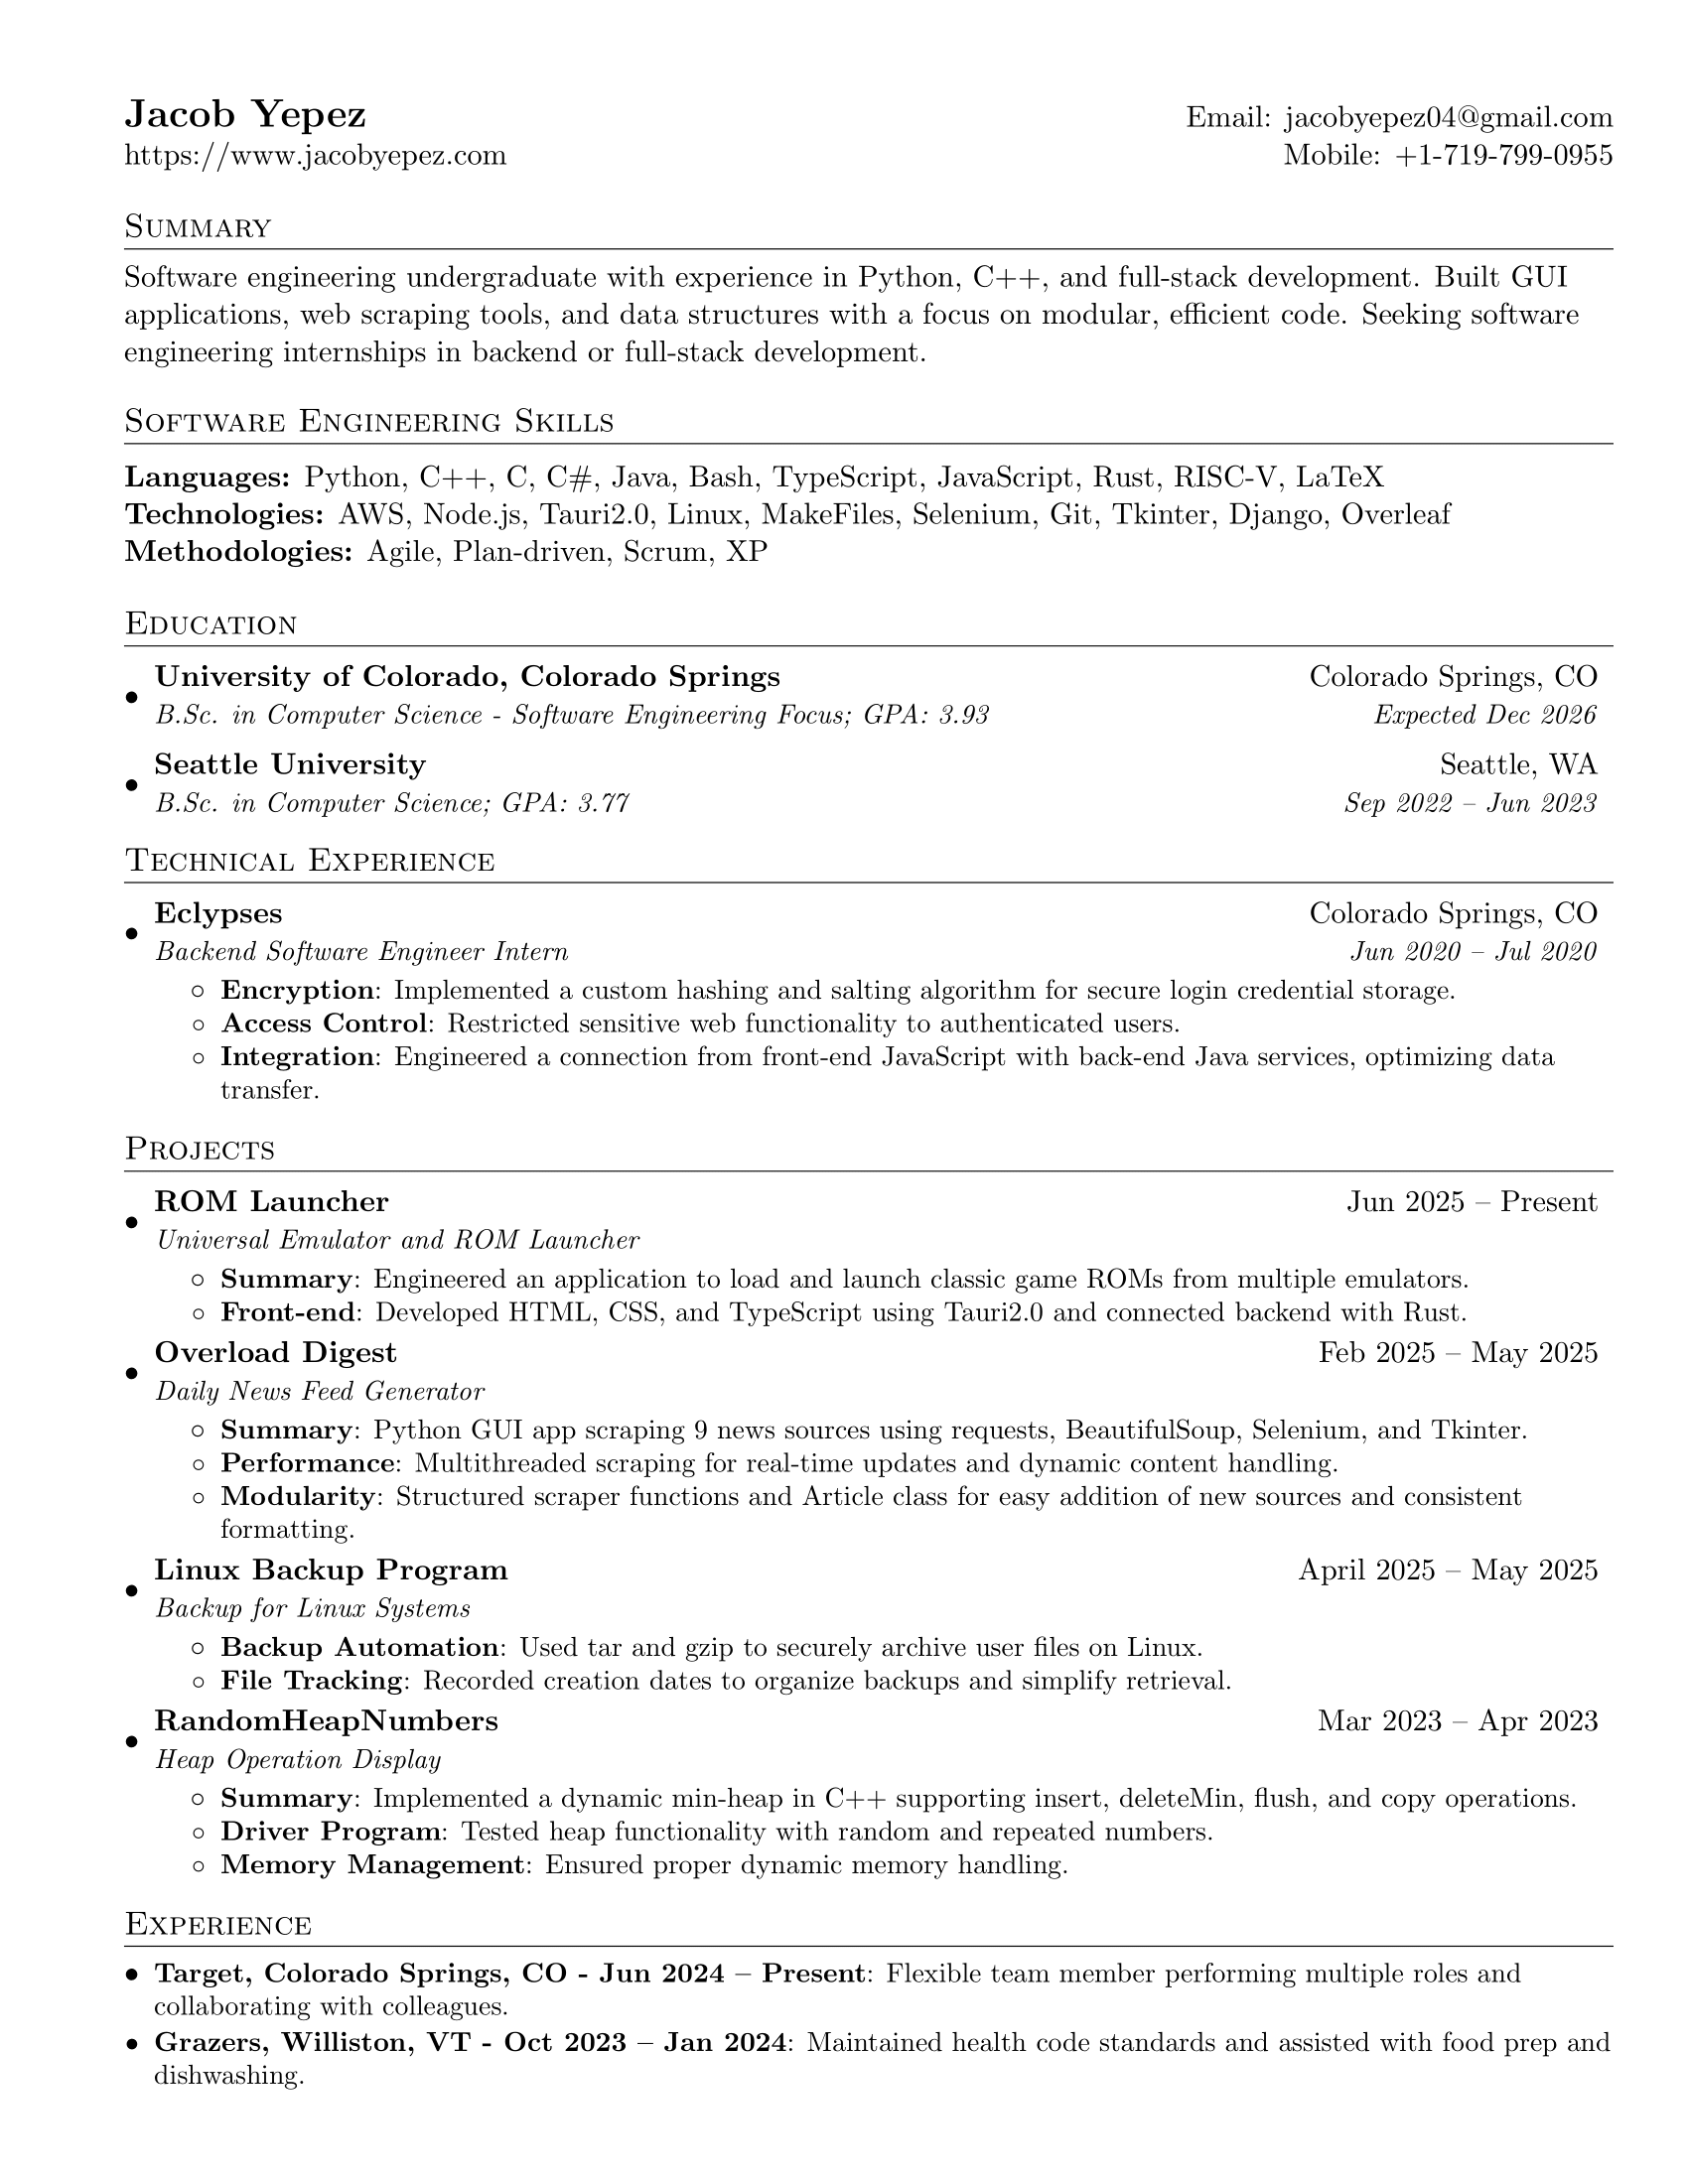 Jacob Yepez
Email: jacobyepez04@gmail.com
https://www.jacobyepez.com
Mobile: +1-719-799-0955
Summary
Software engineering undergraduate with experience in Python, C++, and full-stack development. Built GUI
applications, web scraping tools, and data structures with a focus on modular, efficient code. Seeking software
engineering internships in backend or full-stack development.
Software Engineering Skills
Languages: Python, C++, C, C#, Java, Bash, TypeScript, JavaScript, Rust, RISC-V, LaTeX
Technologies: AWS, Node.js, Tauri2.0, Linux, MakeFiles, Selenium, Git, Tkinter, Django, Overleaf
Methodologies: Agile, Plan-driven, Scrum, XP
Education
• University of Colorado, Colorado Springs Colorado Springs, CO
B.Sc. in Computer Science - Software Engineering Focus; GPA: 3.93 Expected Dec 2026
• Seattle University Seattle, WA
B.Sc. in Computer Science; GPA: 3.77 Sep 2022 – Jun 2023
Technical Experience
• Eclypses Colorado Springs, CO
Backend Software Engineer Intern Jun 2020 – Jul 2020
◦ Encryption: Implemented a custom hashing and salting algorithm for secure login credential storage.
◦ Access Control: Restricted sensitive web functionality to authenticated users.
◦ Integration: Engineered a connection from front-end JavaScript with back-end Java services, optimizing data
transfer.
Projects
• ROM Launcher Jun 2025 – Present
Universal Emulator and ROM Launcher
◦ Summary: Engineered an application to load and launch classic game ROMs from multiple emulators.
◦ Front-end: Developed HTML, CSS, and TypeScript using Tauri2.0 and connected backend with Rust.
• Overload Digest Feb 2025 – May 2025
Daily News Feed Generator
◦ Summary: Python GUI app scraping 9 news sources using requests, BeautifulSoup, Selenium, and Tkinter.
◦ Performance: Multithreaded scraping for real-time updates and dynamic content handling.
◦ Modularity: Structured scraper functions and Article class for easy addition of new sources and consistent
formatting.
• Linux Backup Program April 2025 – May 2025
Backup for Linux Systems
◦ Backup Automation: Used tar and gzip to securely archive user files on Linux.
◦ File Tracking: Recorded creation dates to organize backups and simplify retrieval.
• RandomHeapNumbers Mar 2023 – Apr 2023
Heap Operation Display
◦ Summary: Implemented a dynamic min-heap in C++ supporting insert, deleteMin, flush, and copy operations.
◦ Driver Program: Tested heap functionality with random and repeated numbers.
◦ Memory Management: Ensured proper dynamic memory handling.
Experience
• Target, Colorado Springs, CO - Jun 2024 – Present: Flexible team member performing multiple roles and
collaborating with colleagues.
• Grazers, Williston, VT - Oct 2023 – Jan 2024: Maintained health code standards and assisted with food prep and
dishwashing.